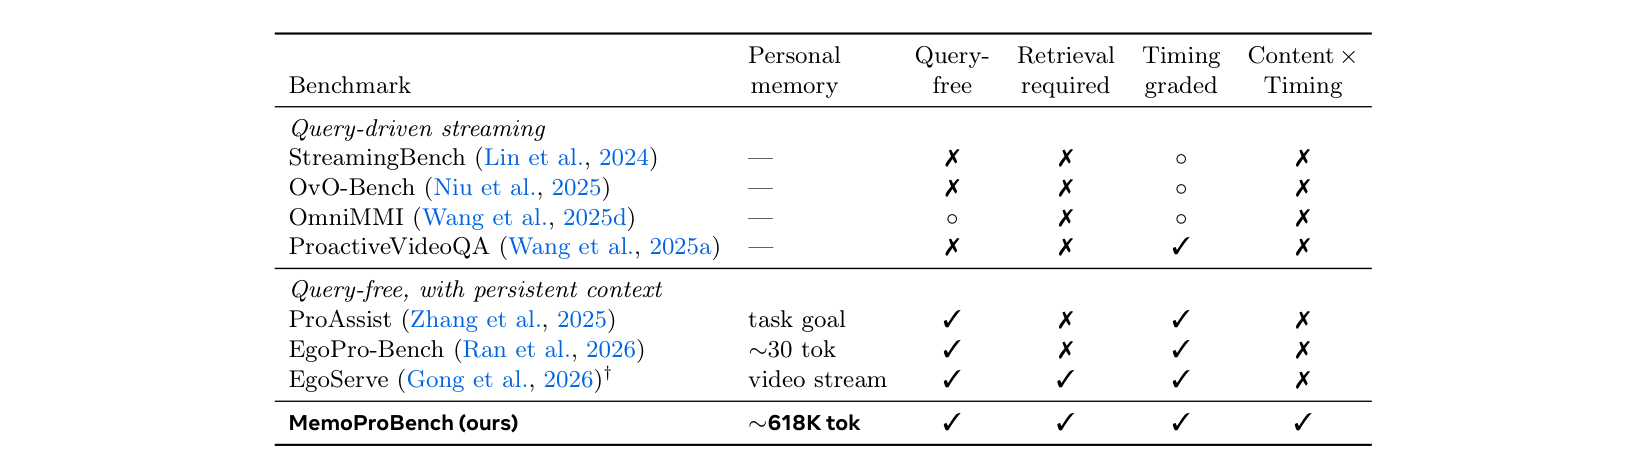 Personal Query- Retrieval Timing Content ×
Benchmark memory free required graded Timing
Query-driven streaming
StreamingBench (Lin et al., 2024) — ✗ ✗ ○ ✗
OvO-Bench (Niu et al., 2025) — ✗ ✗ ○ ✗
OmniMMI (Wang et al., 2025d) — ○ ✗ ○ ✗
ProactiveVideoQA (Wang et al., 2025a) — ✗ ✗ ✓ ✗
Query-free, with persistent context
ProAssist (Zhang et al., 2025) task goal ✓ ✗ ✓ ✗
EgoPro-Bench (Ran et al., 2026) ~30 tok ✓ ✗ ✓ ✗
EgoServe (Gong et al., 2026)† video stream ✓ ✓ ✓ ✗
MemoProBench (ours) ~618K tok ✓ ✓ ✓ ✓